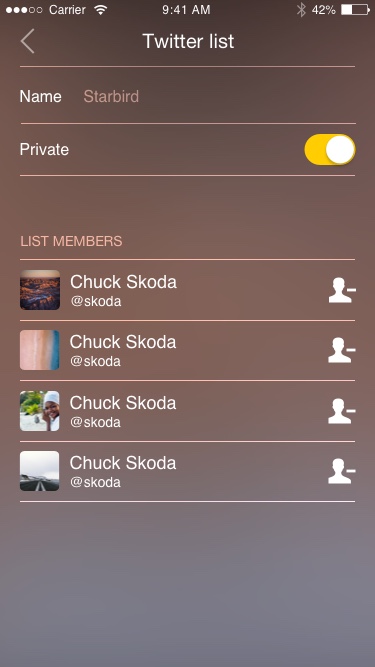 Carrier 9:41 AM 42%
Twitter list
Name Starbird
Private
LIST MEMBERS
Chuck Skoda
@skoda
Chuck Skoda
@skoda
Chuck Skoda
@skoda
Chuck Skoda
@skoda